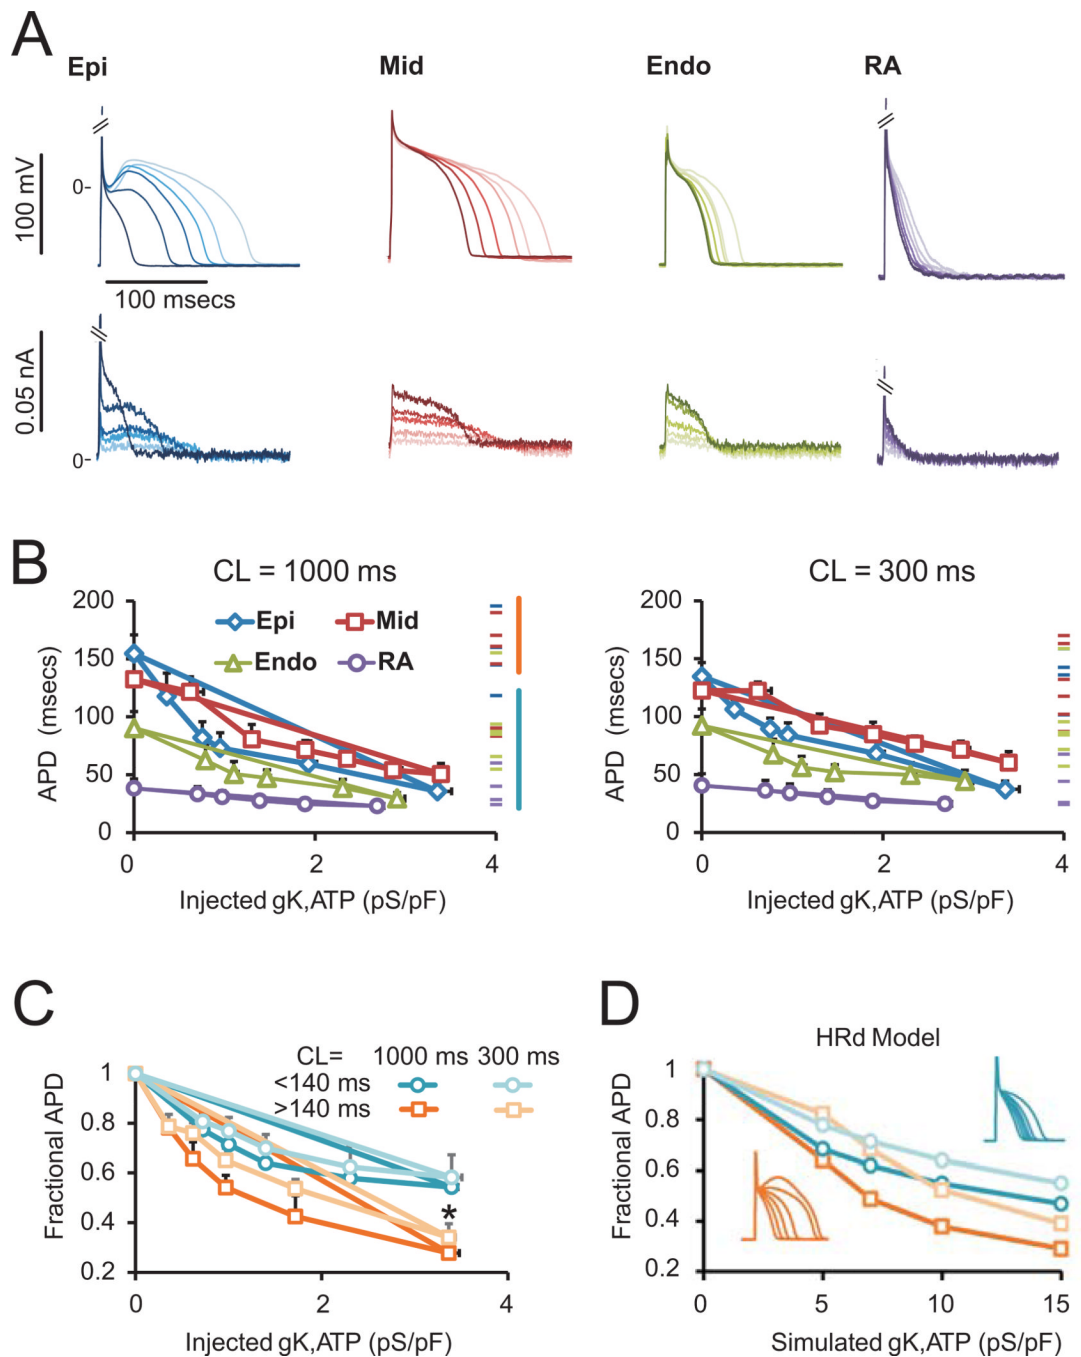 A
Epi Mid Endo RA
100 mV
0-
100 msecs
0.05 nA
0-
B
CL = 1000 ms
200
150
100
50
0
APD (msecs)
Epi Mid
Endo RA
0 2 4
Injected gK,ATP (pS/pF)
CL = 300 ms
200
150
100
50
0
APD (msecs)
0 2 4
Injected gK,ATP (pS/pF)
C
CL= 1000 ms 300 ms
<140 ms
>140 ms
1
0.8
0.6
0.4
0.2
Fractional APD
*
0 2 4
Injected gK,ATP (pS/pF)
D
HRd Model
1
0.8
0.6
0.4
0.2
Fractional APD
0 5 10 15
Simulated gK,ATP (pS/pF)